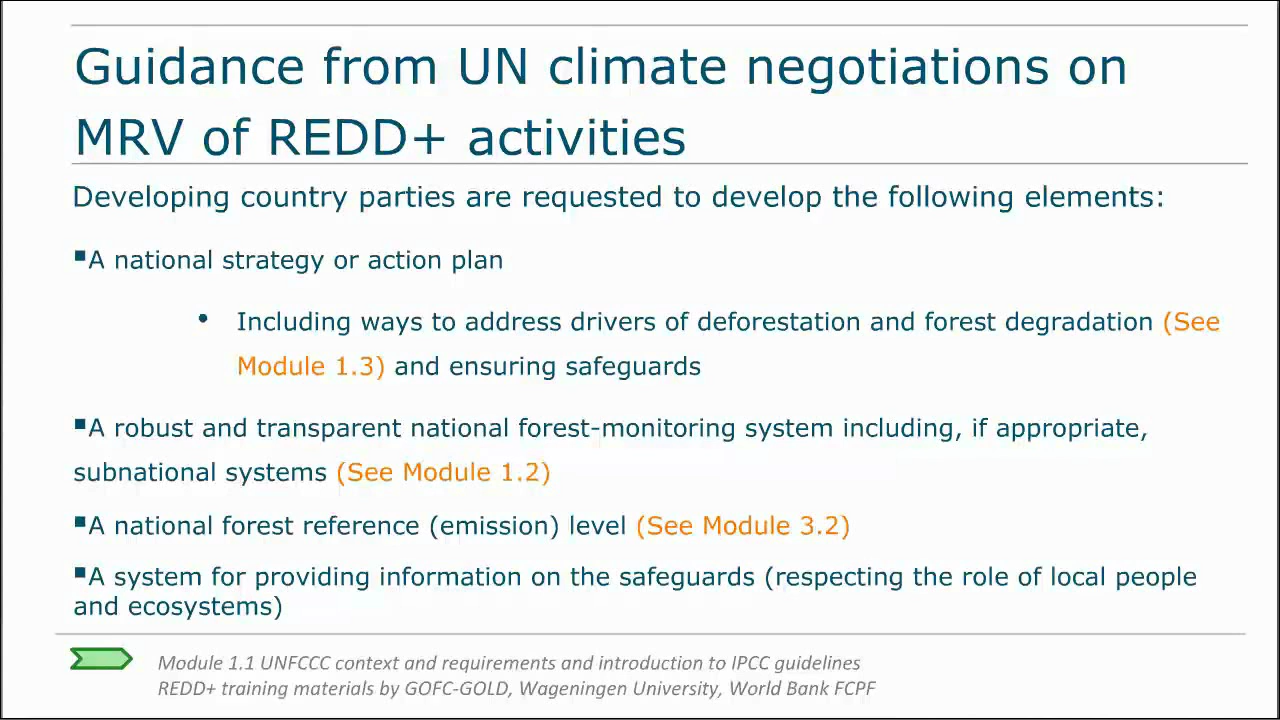 Guidance from UN climate negotiations on
MRV of REDD+ activities
Developing country parties are requested to develop the following elements:
▪A national strategy or action plan
• Including ways to address drivers of deforestation and forest degradation (See
Module 1.3) and ensuring safeguards
▪A robust and transparent national forest-monitoring system including, if appropriate,
subnational systems (See Module 1.2)
▪A national forest reference (emission) level (See Module 3.2)
▪A system for providing information on the safeguards (respecting the role of local people
and ecosystems)
Module 1.1 UNFCCC context and requirements and introduction to IPCC guidelines
REDD+ training materials by GOFC-GOLD, Wageningen University, World Bank FCPF